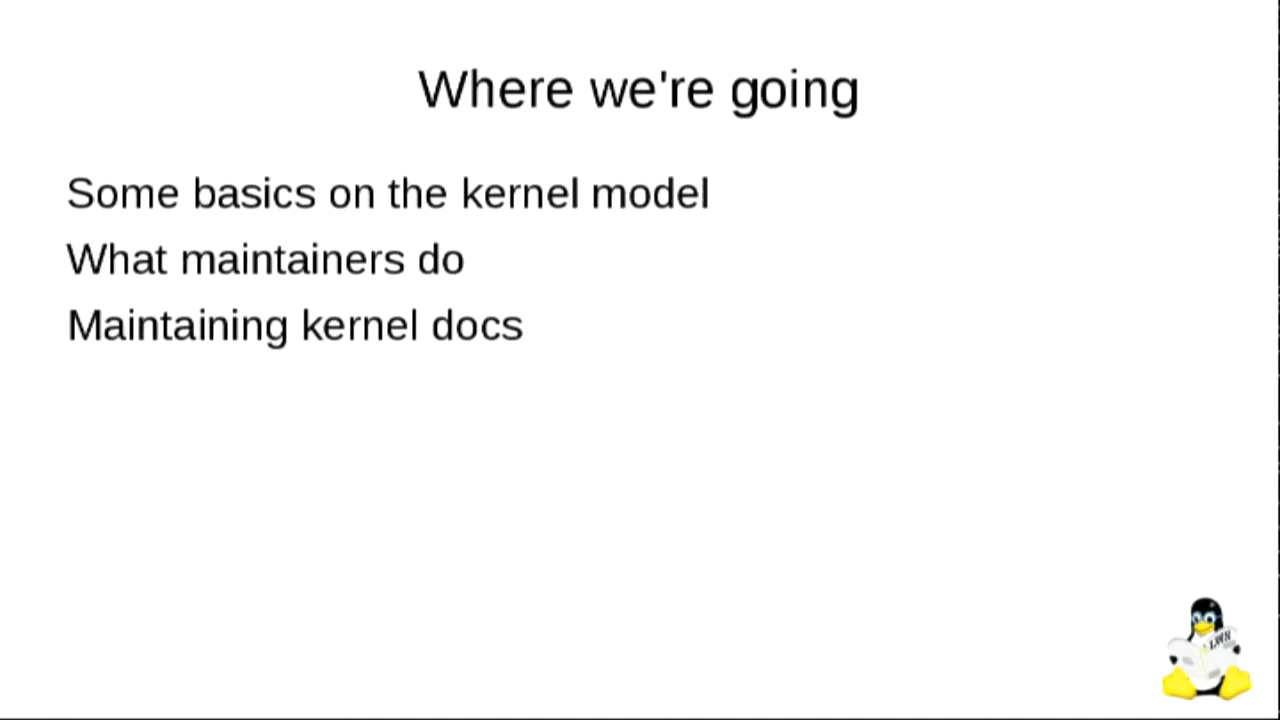 Where we're going
Some basics on the kernel model
What maintainers do
Maintaining kernel docs
LWN